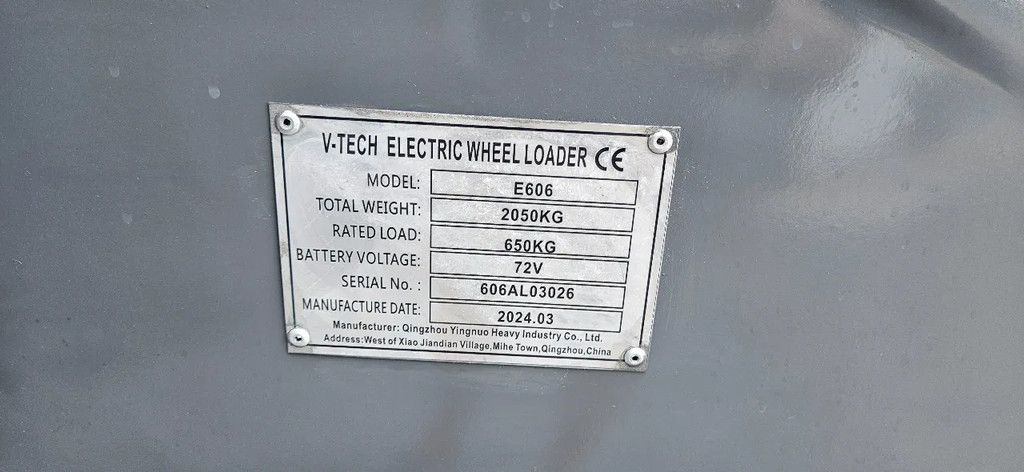 V-TECH ELECTRIC WHEEL LOADER CE
MODEL: E606
TOTAL WEIGHT: 2050KG
RATED LOAD: 650KG
BATTERY VOLTAGE: 72V
SERIAL No. : 606AL03026
MANUFACTURE DATE: 2024.03
Manufacturer: Qingzhou Yingnuo Heavy Industry Co., Ltd.
Address:West of Xiao Jiandian Village,Mihe Town,Qingzhou,China